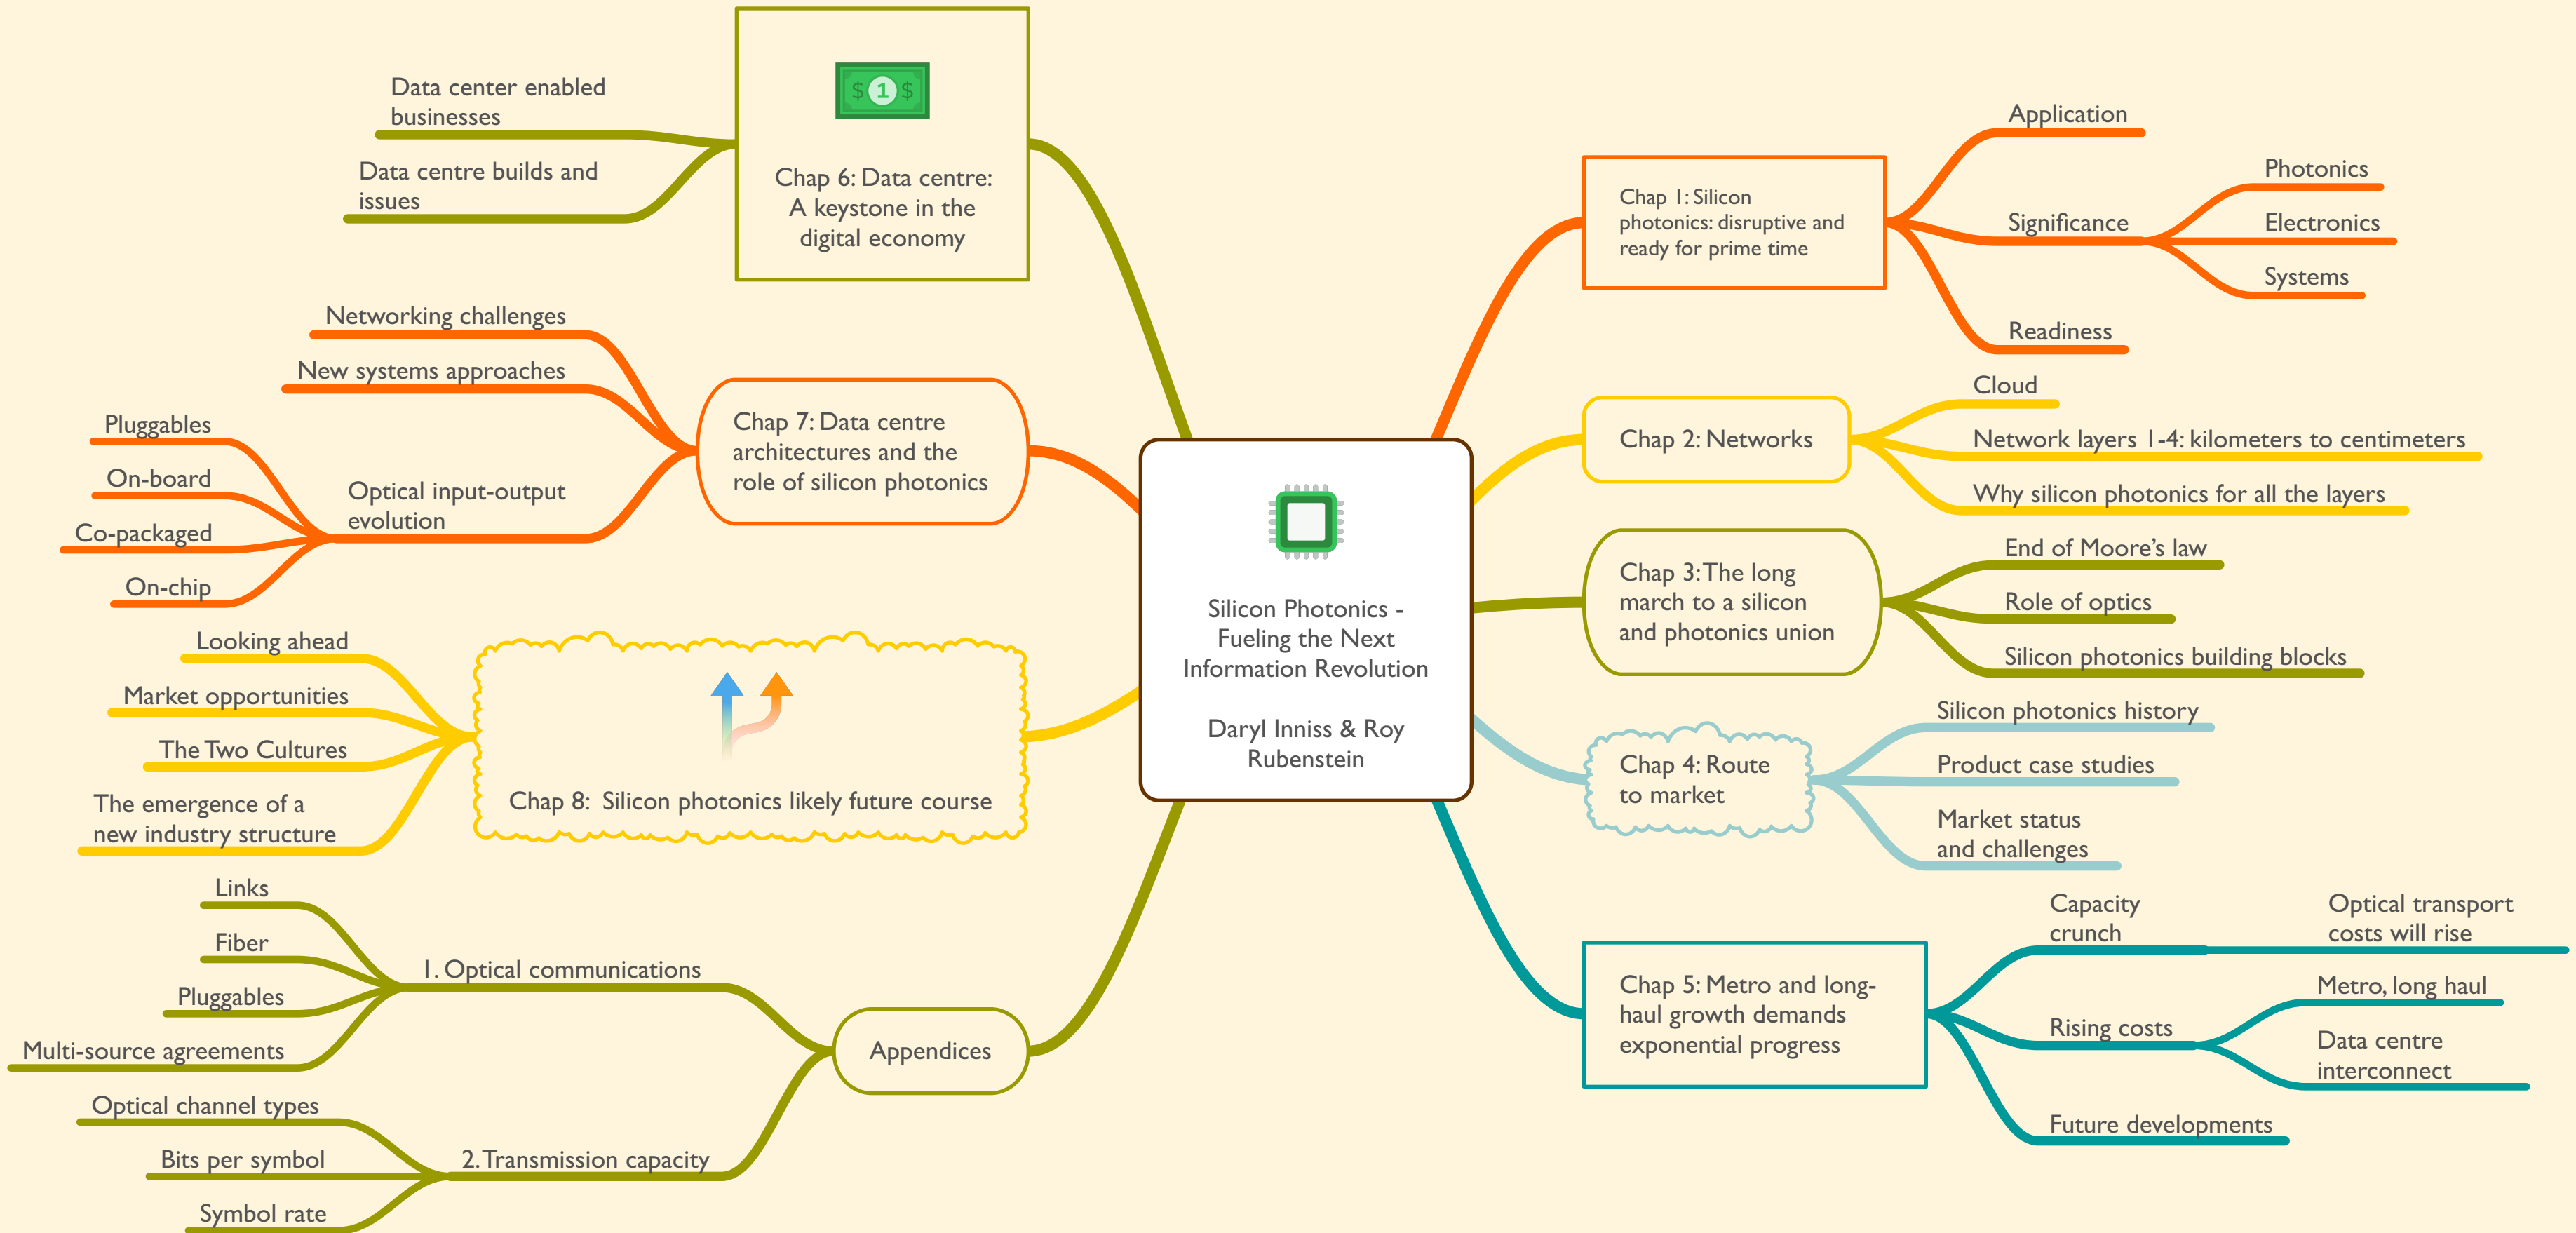 Silicon Photonics -
Fueling the Next
Information Revolution
Daryl Inniss & Roy
Rubenstein
Chap 1: Silicon
photonics: disruptive and
ready for prime time
Application
Significance
Photonics
Electronics
Systems
Readiness
Chap 2: Networks
Cloud
Network layers 1-4: kilometers to centimeters
Why silicon photonics for all the layers
Chap 3: The long
march to a silicon
and photonics union
End of Moore's law
Role of optics
Silicon photonics building blocks
Chap 4: Route
to market
Silicon photonics history
Product case studies
Market status
and challenges
Chap 5: Metro and long-
haul growth demands
exponential progress
Capacity
crunch
Optical transport
costs will rise
Rising costs
Metro, long haul
Data centre
interconnect
Future developments
$ 1 $
Chap 6: Data centre:
A keystone in the
digital economy
Data center enabled
businesses
Data centre builds and
issues
Chap 7: Data centre
architectures and the
role of silicon photonics
Networking challenges
New systems approaches
Optical input-output
evolution
Pluggables
On-board
Co-packaged
On-chip
Chap 8:  Silicon photonics likely future course
Looking ahead
Market opportunities
The Two Cultures
The emergence of a
new industry structure
Appendices
1. Optical communications
Links
Fiber
Pluggables
Multi-source agreements
2. Transmission capacity
Optical channel types
Bits per symbol
Symbol rate